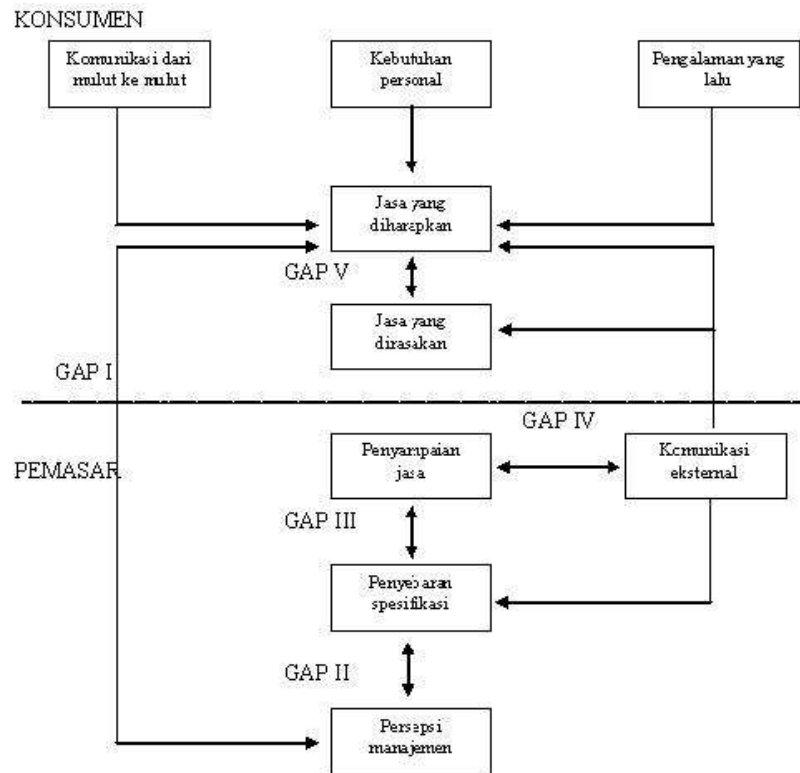 KONSUMEN
Komunikasi dari
mulut ke mulut
Kebutuhan
personal
Pengalaman yang
lalu
Jasa yang
diharapkan
GAP V
Jasa yang
dirasakan
GAP I
GAP IV
PEMASAR
Penyampaian
jasa
Komunikasi
eksternal
GAP III
Penyebaran
spesifikasi
GAP II
Persepsi
manajemen